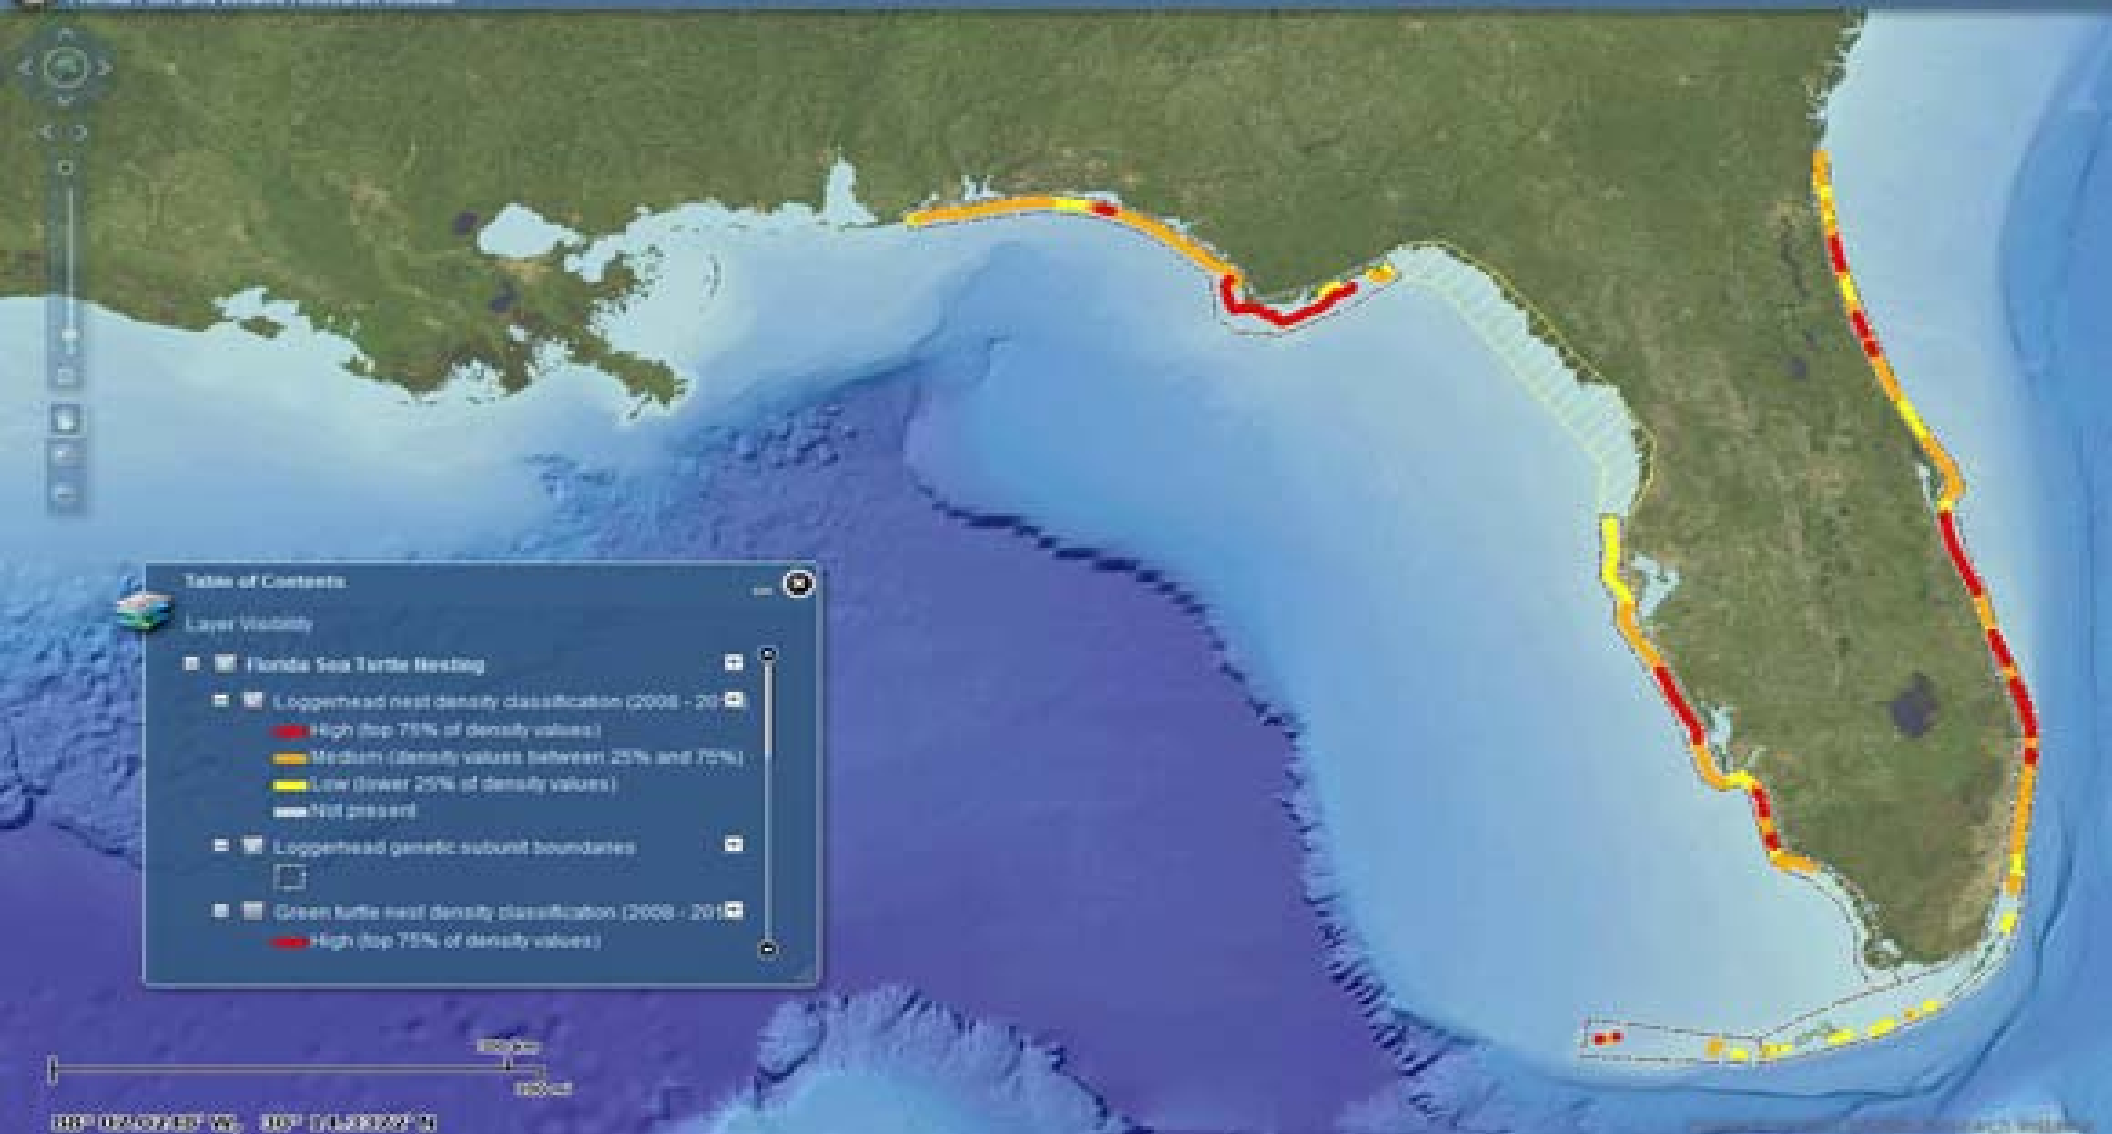 Table of Contents
Layer Visibility
Florida Sea Turtle Nesting
Loggerhead nest density classification (2008 - 20
High (top 75% of density values)
Medium (density values between 25% and 75%)
Low (lower 25% of density values)
Not present
Loggerhead genetic subunit boundaries
Green turtle nest density classification (2008 - 201
High (top 75% of density values)